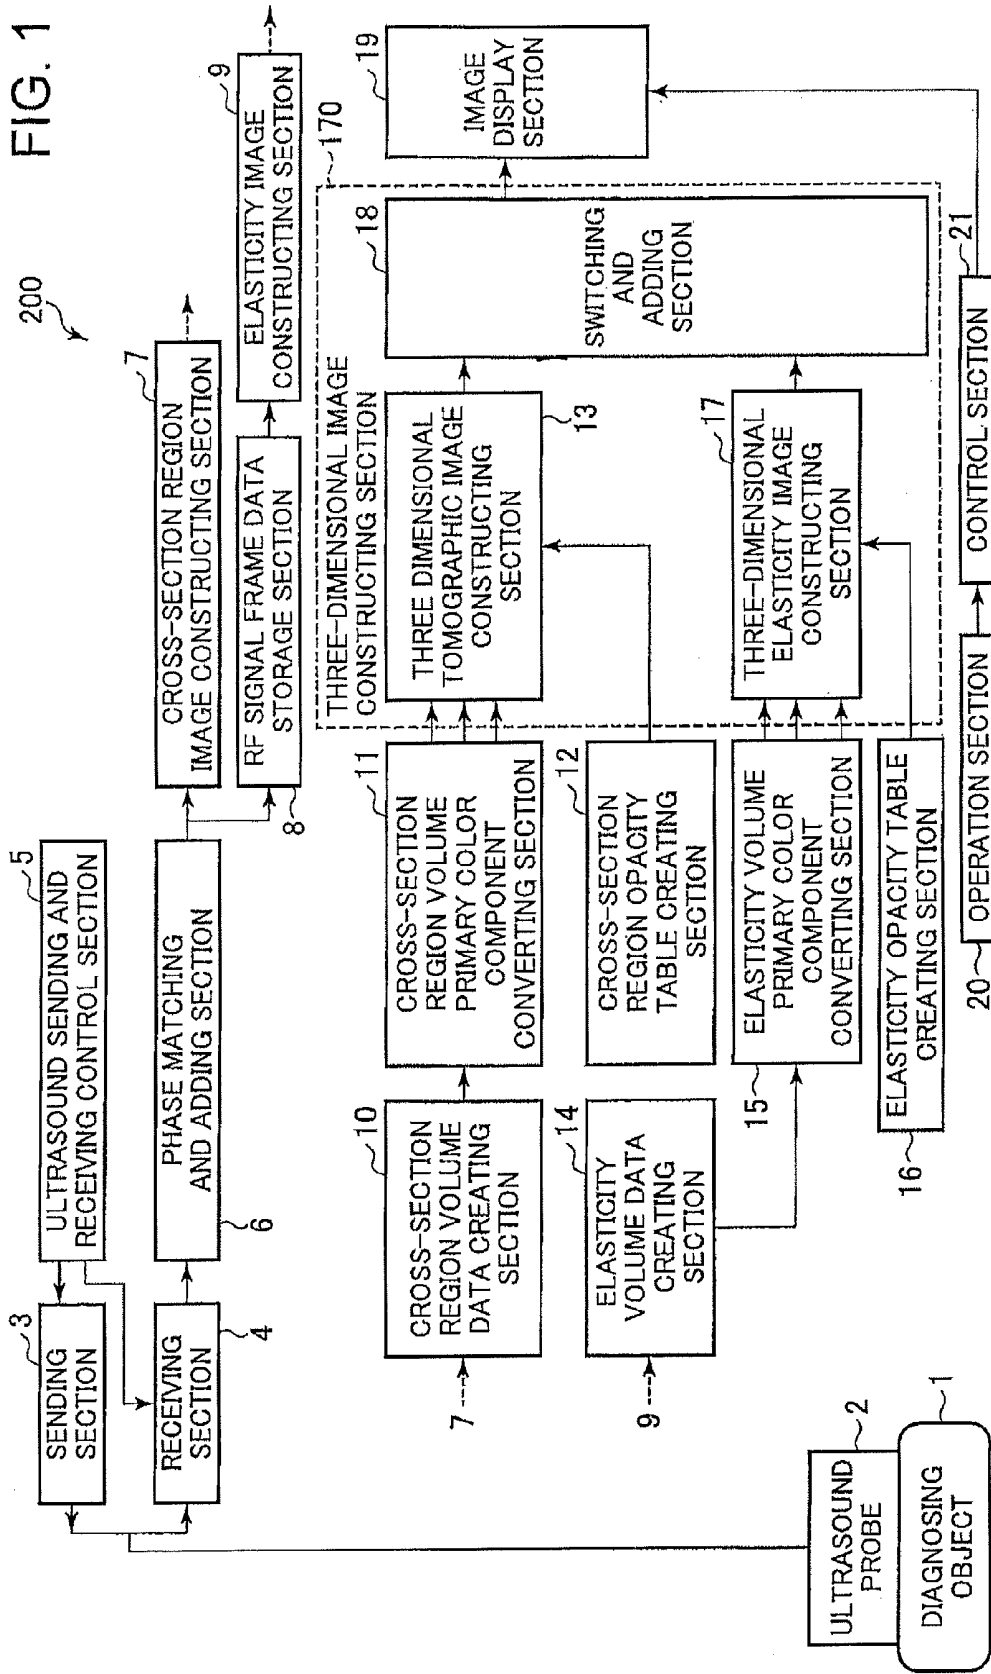 FIG. 1
200
5
ULTRASOUND SENDING AND
RECEIVING CONTROL SECTION
3
SENDING
SECTION
RECEIVING
SECTION
4
PHASE MATCHING
AND ADDING SECTION
6
7
CROSS-SECTION REGION
IMAGE CONSTRUCTING SECTION
RF SIGNAL FRAME DATA
STORAGE SECTION
8
9
ELASTICITY IMAGE
CONSTRUCTING SECTION
7
10
CROSS-SECTION
REGION VOLUME
DATA CREATING
SECTION
11
CROSS-SECTION
REGION VOLUME
PRIMARY COLOR
COMPONENT
CONVERTING SECTION
170
THREE-DIMENSIONAL IMAGE
CONSTRUCTING SECTION
THREE DIMENSIONAL
TOMOGRAPHIC IMAGE
CONSTRUCTING
SECTION
13
18
SWITCHING
AND
ADDING
SECTION
19
IMAGE
DISPLAY
SECTION
9
14
ELASTICITY
VOLUME DATA
CREATING
SECTION
12
CROSS-SECTION
REGION OPACITY
TABLE CREATING
SECTION
15
ELASTICITY VOLUME
PRIMARY COLOR
COMPONENT
CONVERTING SECTION
17
THREE-DIMENSIONAL
ELASTICITY IMAGE
CONSTRUCTING
SECTION
16
ELASTICITY OPACITY TABLE
CREATING SECTION
2
ULTRASOUND
PROBE
1
DIAGNOSING
OBJECT
20
OPERATION SECTION
21
CONTROL SECTION